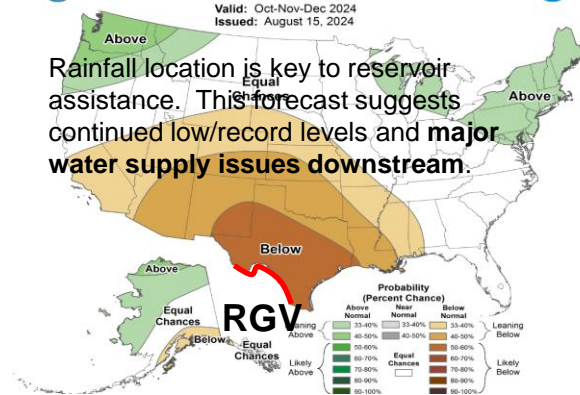 Valid: Oct-Nov-Dec 2024
Issued: August 15, 2024
Above
Rainfall location is key to reservoir
Equal
Chances
assistance. This forecast suggests
continued low/record levels and major
water supply issues downstream.
Above
Below
Above
Equal
Chances
Below
RGV
Equal
Chances
Probability
(Percent Chance)
Above
Normal
Near
Normal
Below
Normal
Leaning
Above
33-40%
40-50%
50-60%
60-70%
70-80%
80-90%
90-100%
Likely
Above
33-40%
40-50%
Equal
Chances
33-40%
40-50%
50-60%
60-70%
70-80%
80-90%
90-100%
Leaning
Below
Likely
Below